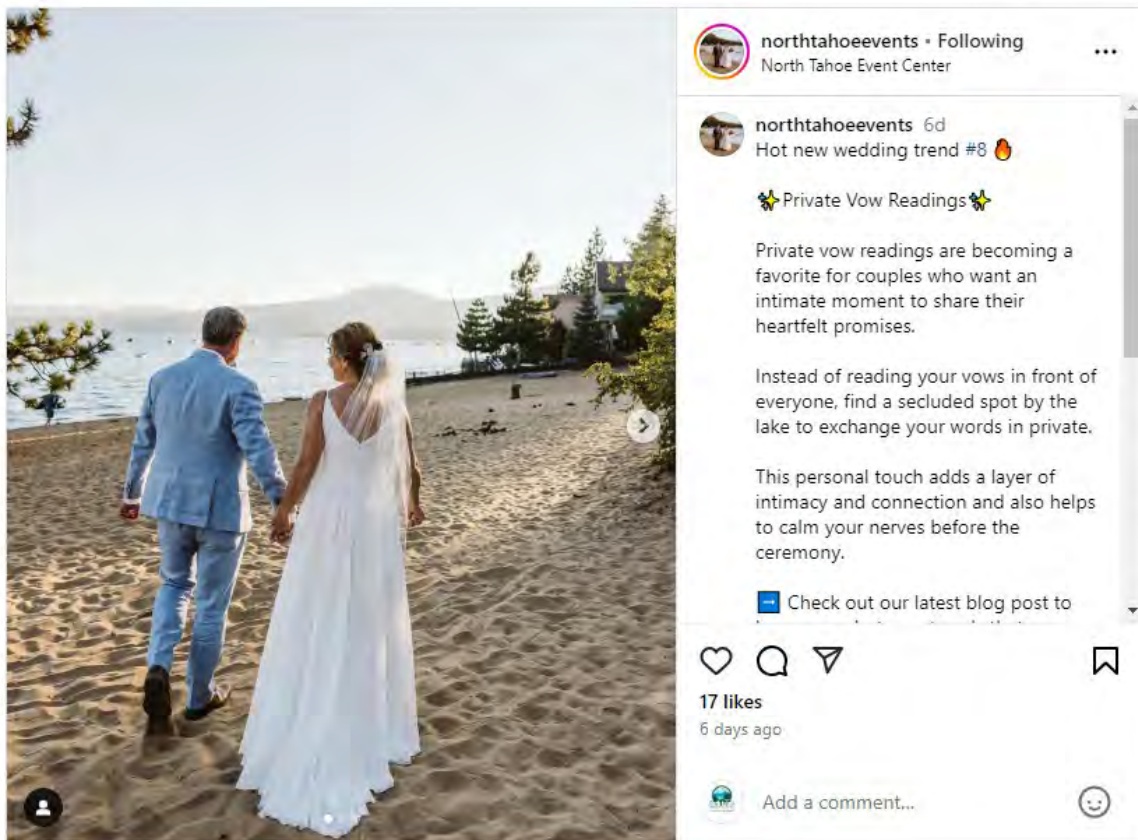 northtahoeevents • Following
North Tahoe Event Center
northtahoeevents 6d
Hot new wedding trend #8 🔥
✨Private Vow Readings✨
Private vow readings are becoming a
favorite for couples who want an
intimate moment to share their
heartfelt promises.
Instead of reading your vows in front of
everyone, find a secluded spot by the
lake to exchange your words in private.
This personal touch adds a layer of
intimacy and connection and also helps
to calm your nerves before the
ceremony.
➡️ Check out our latest blog post to
17 likes
6 days ago
Add a comment...